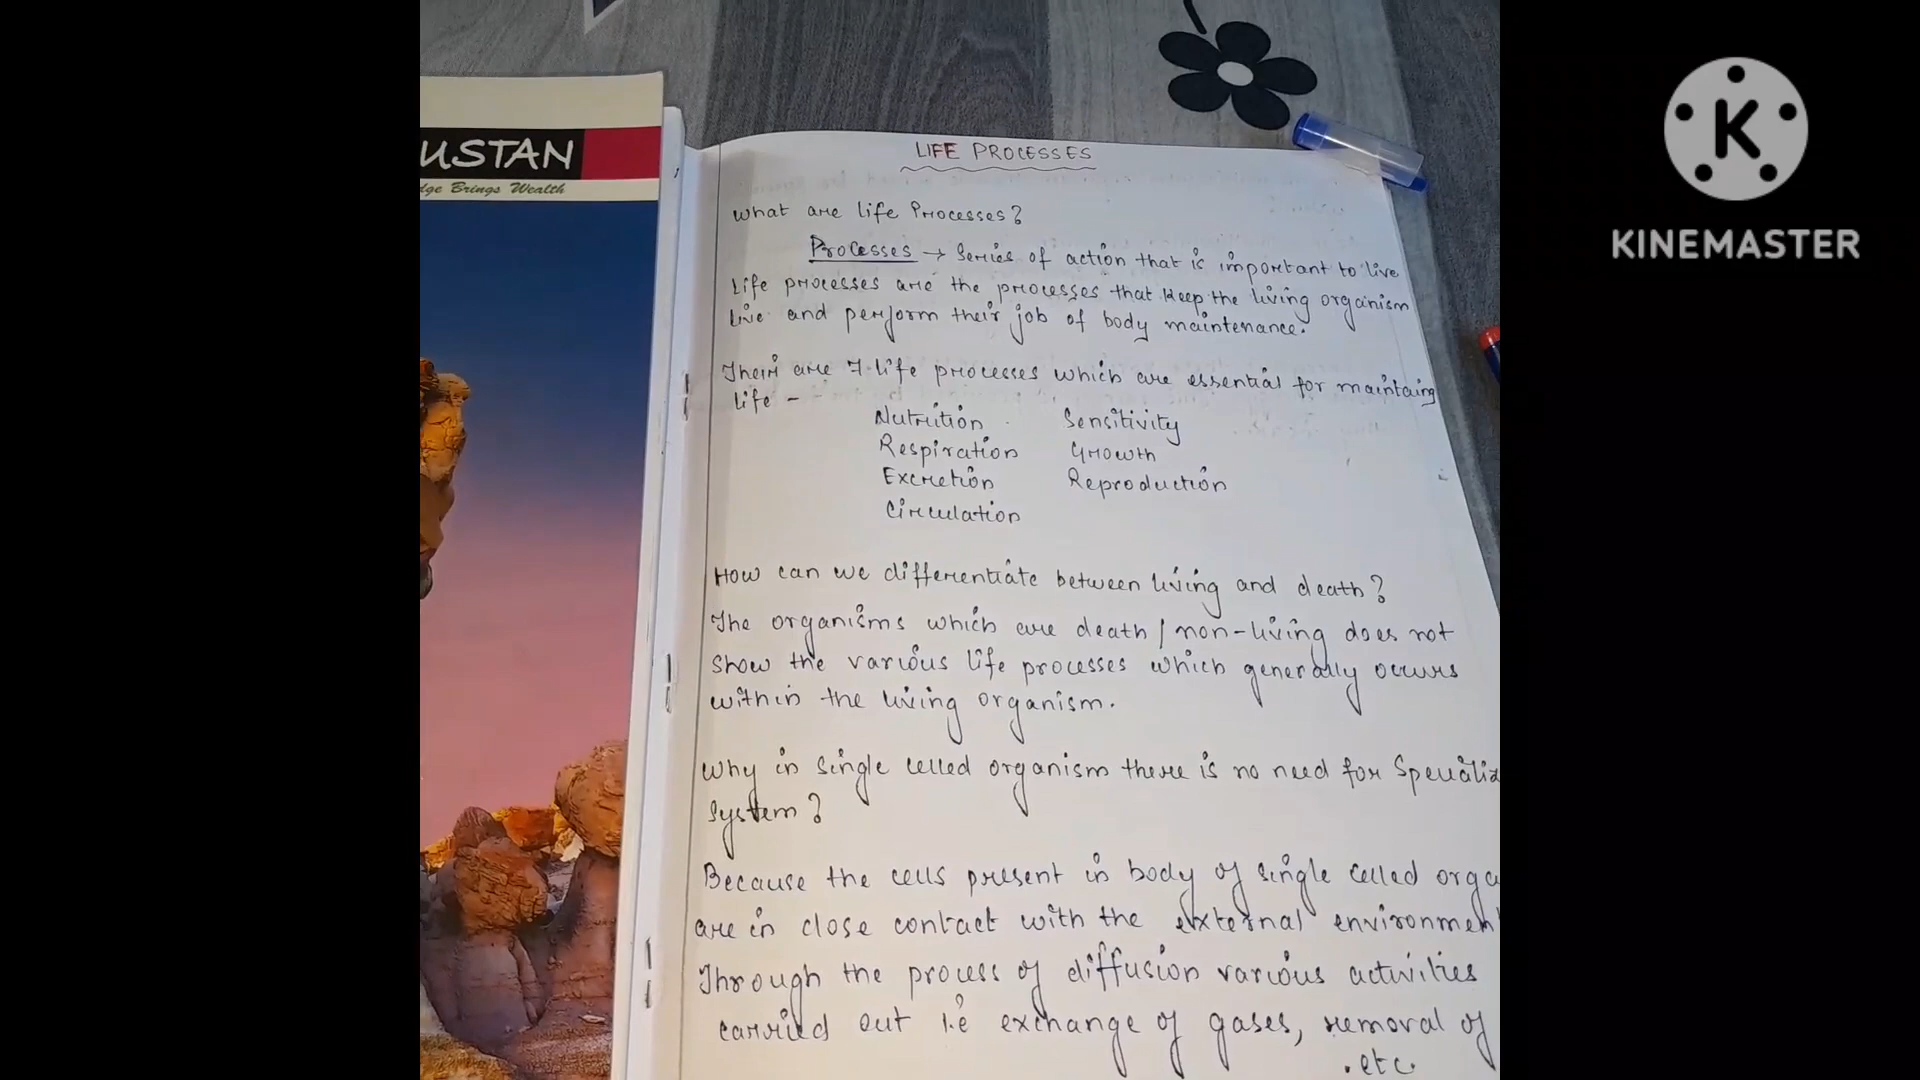 USTAN
dge Brings Wealth
K
KINEMASTER
LIFE PROCESSES
What are life Processes?
Processes → Series of action that is important to live
Life processes are the processes that keep the living organism
live and perform their job of body maintenance.
Their are 7 life processes which are essential for maintaing
life -
Nutrition Sensitivity
Respiration Growth
Excretion Reproduction
Circulation
How can we differentiate between living and death?
The organisms which are death / non-living does not
show the various life processes which generally occurs
within the living organism.
Why in single celled organism there is no need for Specializ
system?
Because the cells present in body of single celled orga
are in close contact with the external environmen
Through the process of diffusion various activities
carried out i.e exchange of gases, removal of
.etc.